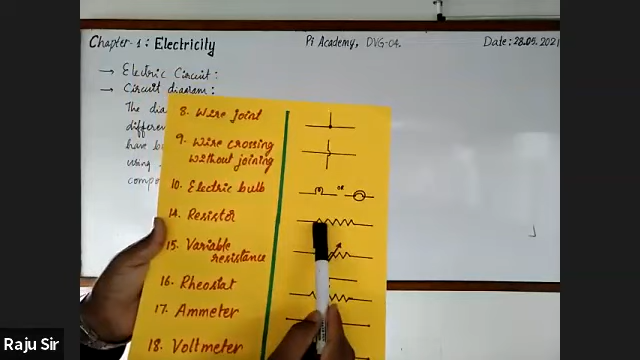 Chapter-1: Electricity
Pi Academy, DVG-04.
Date: 28.05.2021
→ Electric Circuit:
→ Circuit diagram:
The dia
differen
have b
using
compo
8. Wire joint
9. Wire crossing
without joining
10. Electric bulb
OR
14. Resistor
15. Variable
resistance
16. Rheostat
17. Ammeter
18. Voltmeter
Raju Sir